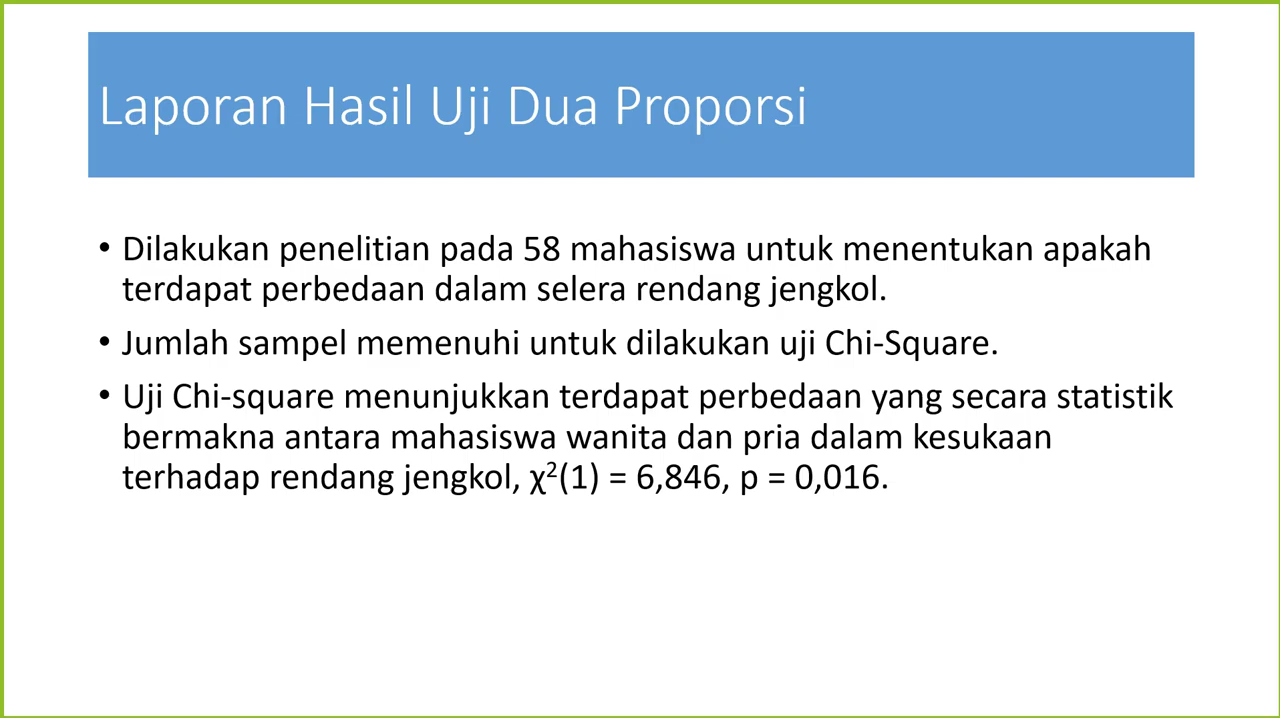 Laporan Hasil Uji Dua Proporsi
• Dilakukan penelitian pada 58 mahasiswa untuk menentukan apakah
terdapat perbedaan dalam selera rendang jengkol.
• Jumlah sampel memenuhi untuk dilakukan uji Chi-Square.
• Uji Chi-square menunjukkan terdapat perbedaan yang secara statistik
bermakna antara mahasiswa wanita dan pria dalam kesukaan
terhadap rendang jengkol, χ²(1) = 6,846, p = 0,016.